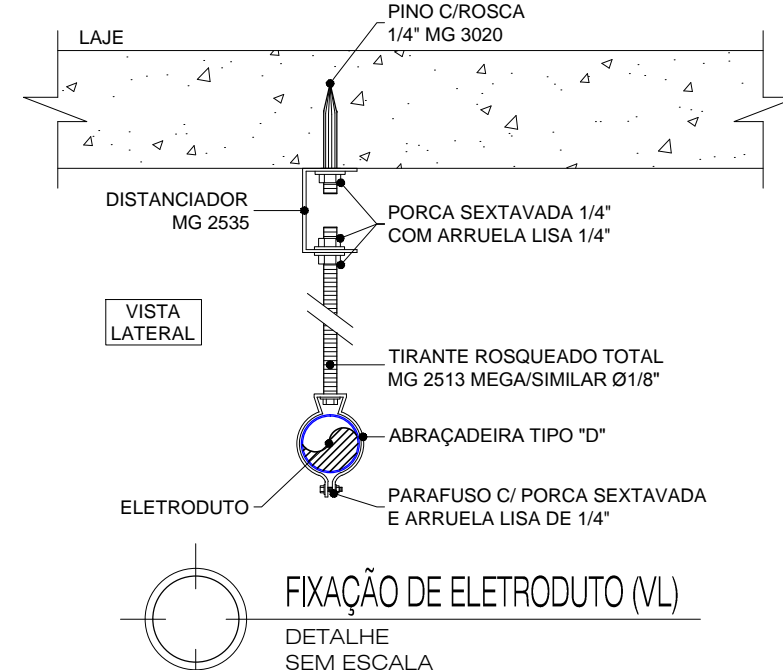 PINO C/ROSCA
1/4" MG 3020
LAJE
DISTANCIADOR
MG 2535
PORCA SEXTAVADA 1/4"
COM ARRUELA LISA 1/4"
VISTA
LATERAL
TIRANTE ROSQUEADO TOTAL
MG 2513 MEGA/SIMILAR Ø1/8"
ABRAÇADEIRA TIPO "D"
ELETRODUTO
PARAFUSO C/ PORCA SEXTAVADA
E ARRUELA LISA DE 1/4"
FIXAÇÃO DE ELETRODUTO (VL)
DETALHE
SEM ESCALA